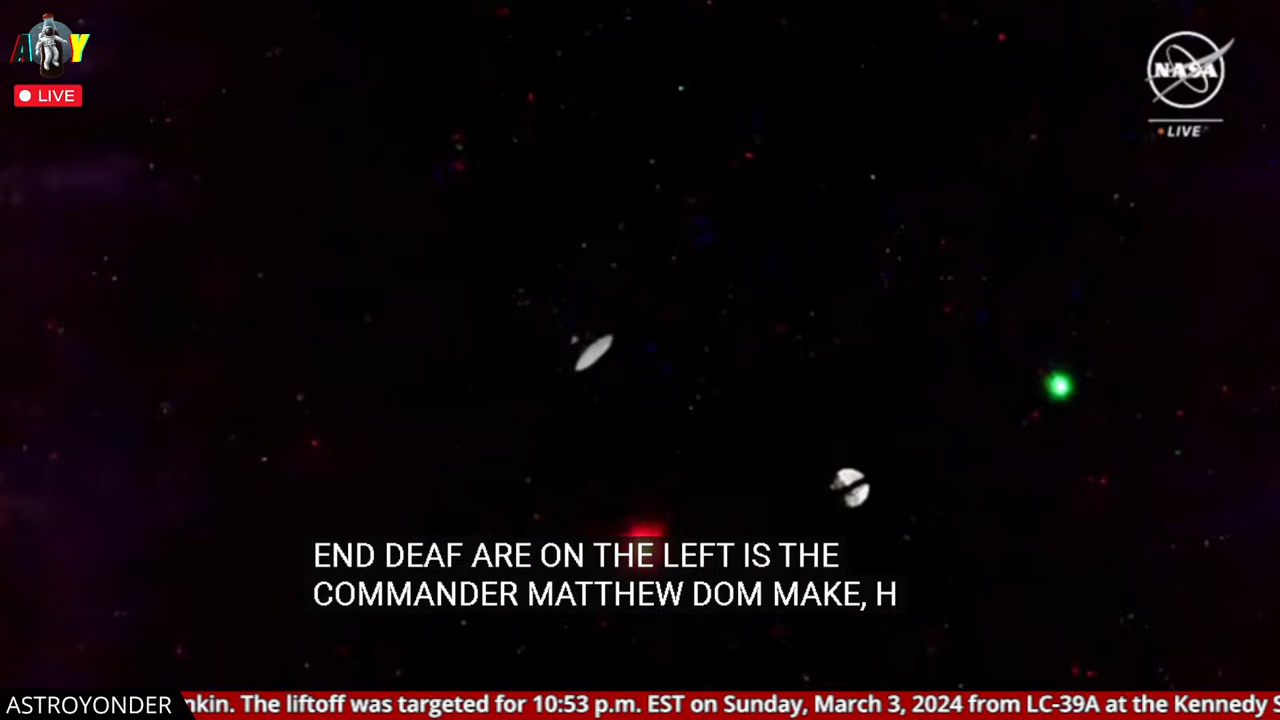 A Y
NASA
LIVE
LIVE
END DEAF ARE ON THE LEFT IS THE
COMMANDER MATTHEW DOM MAKE, H
ASTROYONDER
nkin. The liftoff was targeted for 10:53 p.m. EST on Sunday, March 3, 2024 from LC-39A at the Kennedy S